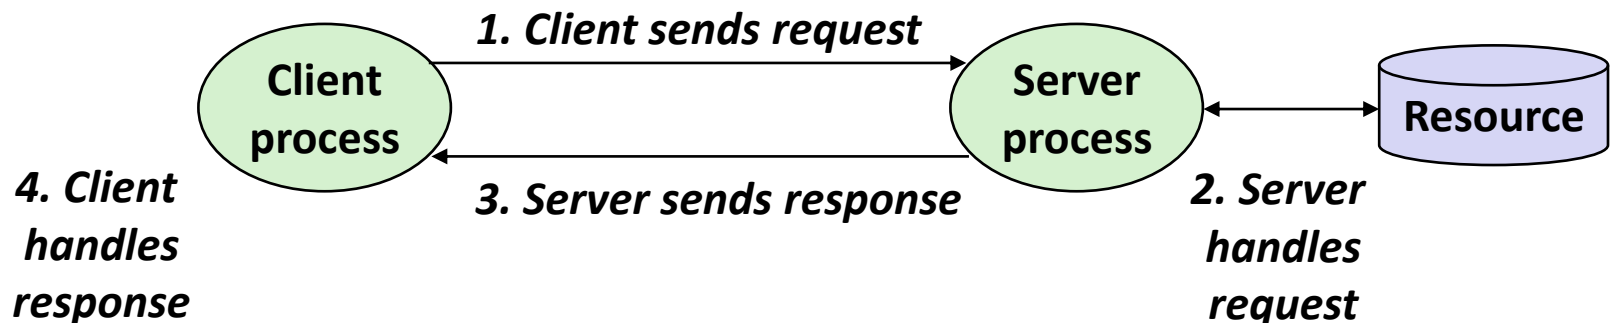 1. Client sends request
Client
process
Server
process
Resource
3. Server sends response
4. Client
handles
response
2. Server
handles
request